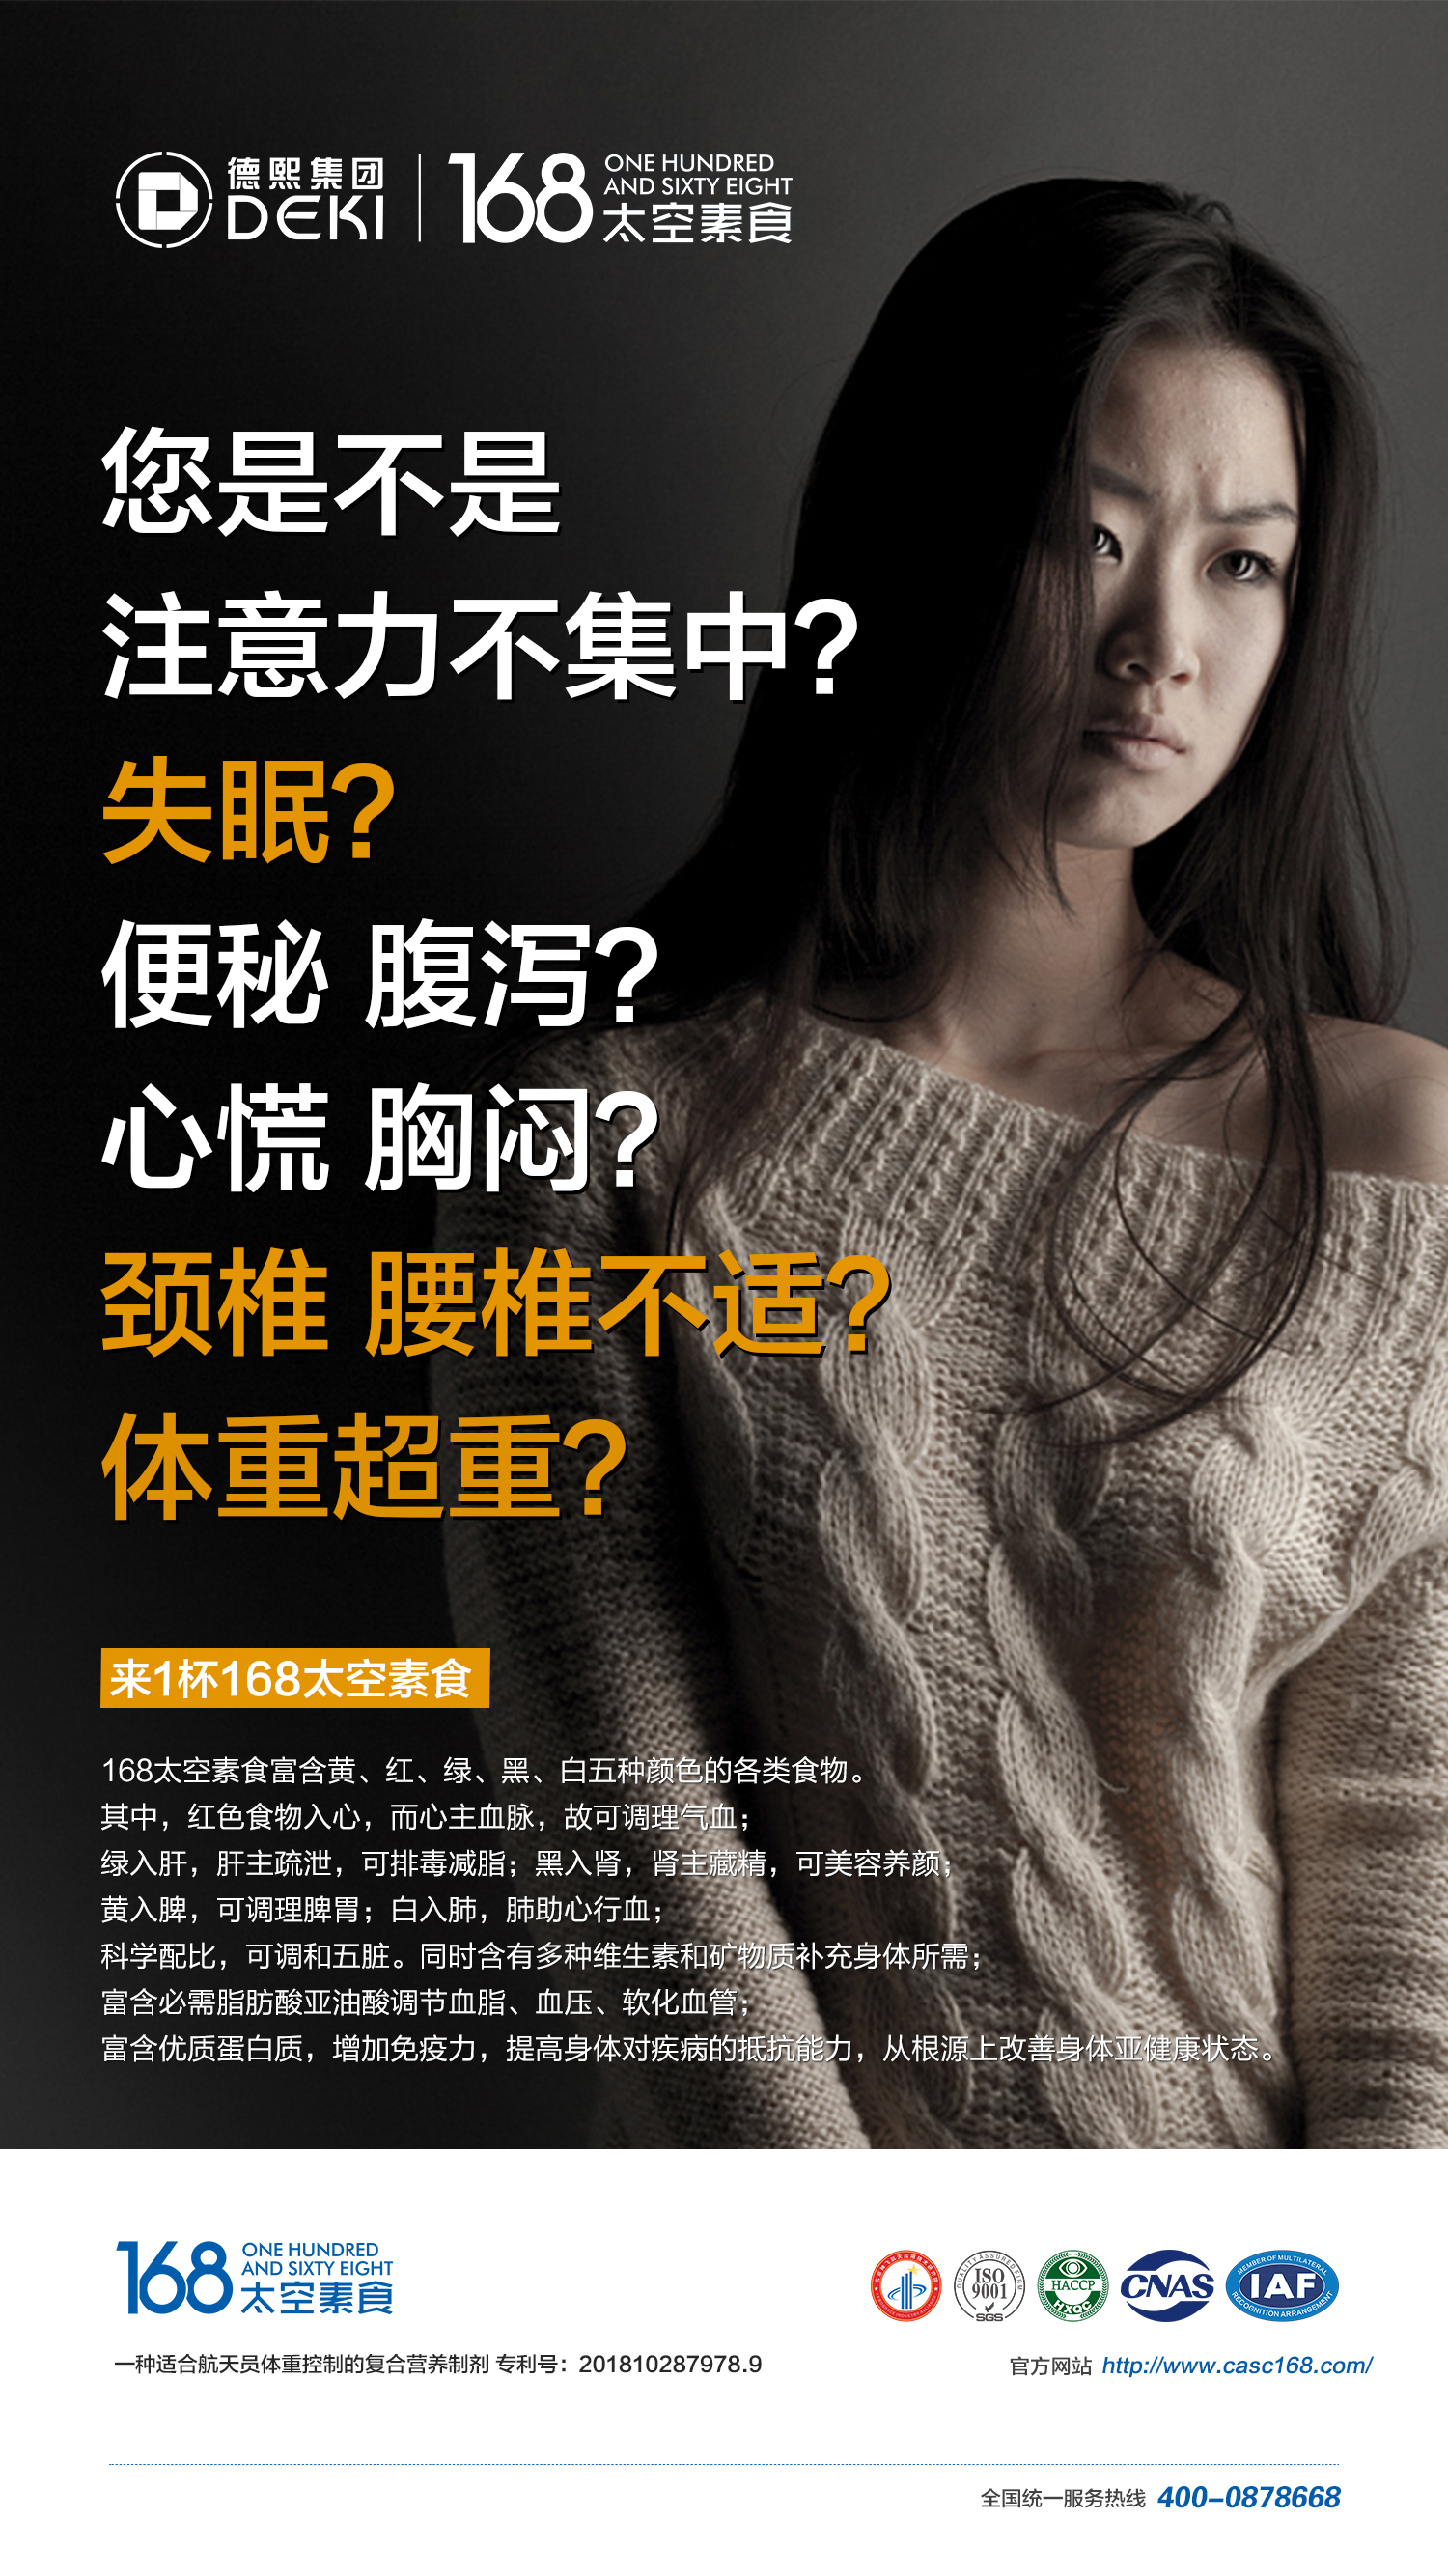 德熙集团
DEKI
168
ONE HUNDRED
AND SIXTY EIGHT
太空素食
您是不是
注意力不集中?
失眠?
便秘 腹泻?
心慌 胸闷?
颈椎 腰椎不适?
体重超重?
来1杯168太空素食
168太空素食富含黄、红、绿、黑、白五种颜色的各类食物。
其中，红色食物入心，而心主血脉，故可调理气血；
绿入肝，肝主疏泄，可排毒减脂；黑入肾，肾主藏精，可美容养颜；
黄入脾，可调理脾胃；白入肺，肺助心行血；
科学配比，可调和五脏。同时含有多种维生素和矿物质补充身体所需；
富含必需脂肪酸亚油酸调节血脂、血压、软化血管；
富含优质蛋白质，增加免疫力，提高身体对疾病的抵抗能力，从根源上改善身体亚健康状态。
168
ONE HUNDRED
AND SIXTY EIGHT
太空素食
QUALITY ASSURED FIRM
ISO
9001
SGS
HACCP
HXQC
CNAS
MEMBER OF MULTILATERAL
IAF
RECOGNITION ARRANGEMENT
一种适合航天员体重控制的复合营养制剂 专利号：201810287978.9
官方网站 http://www.casc168.com/
全国统一服务热线 400-0878668